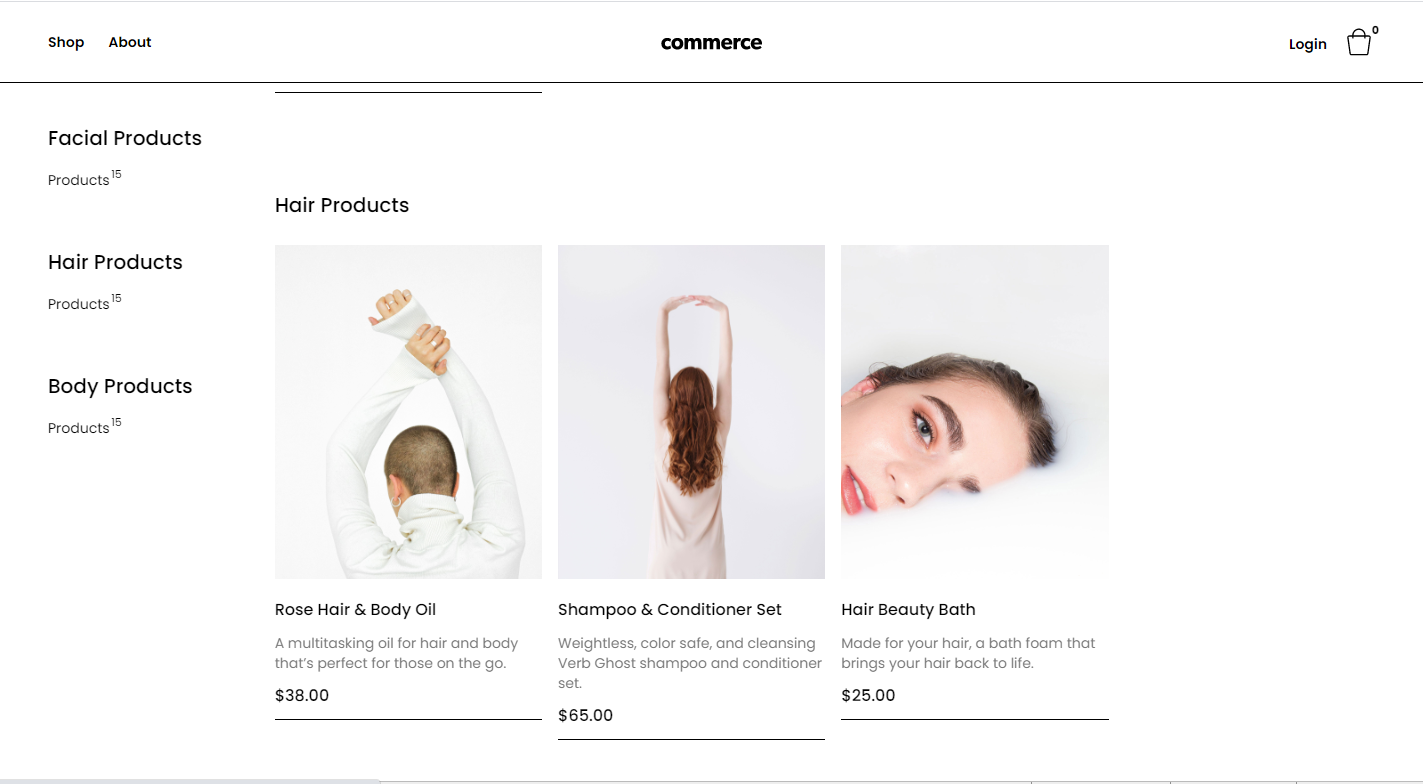 Shop About commerce Login 0
Facial Products
Products 15
Hair Products
Products 15
Body Products
Products 15
Hair Products
Rose Hair & Body Oil
A multitasking oil for hair and body
that’s perfect for those on the go.
$38.00
Shampoo & Conditioner Set
Weightless, color safe, and cleansing
Verb Ghost shampoo and conditioner
set.
$65.00
Hair Beauty Bath
Made for your hair, a bath foam that
brings your hair back to life.
$25.00